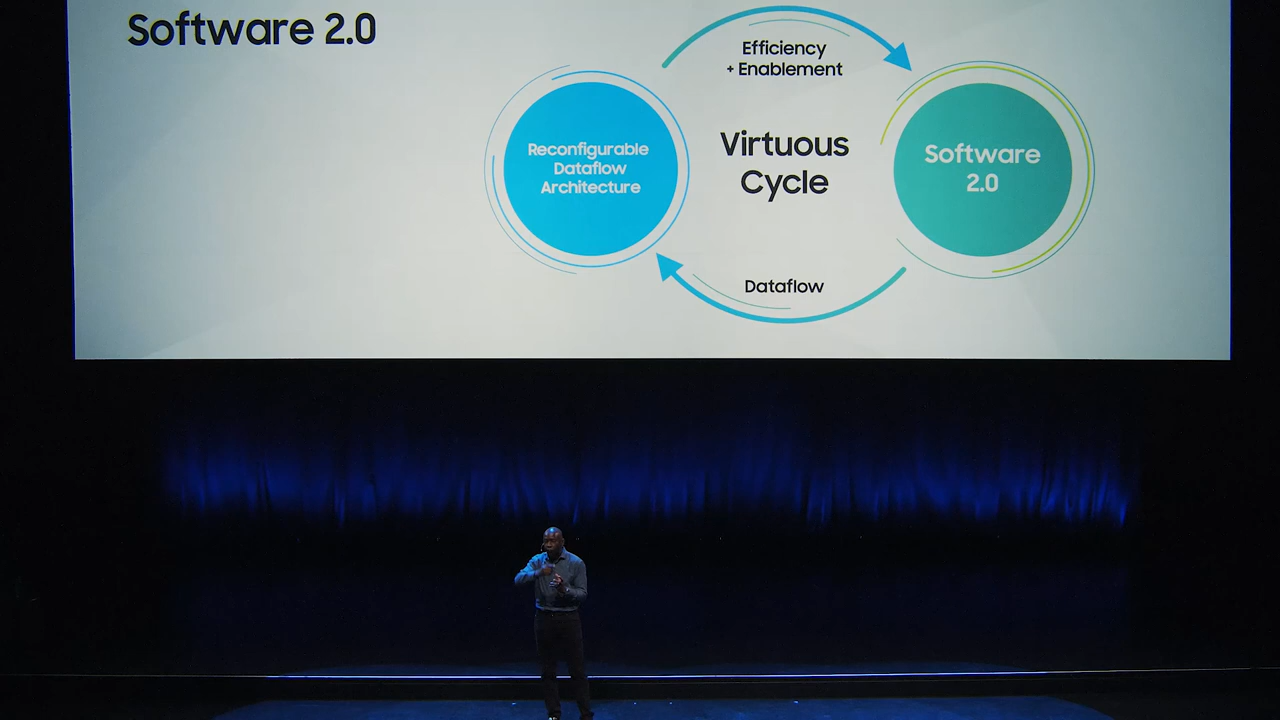 Software 2.0
Efficiency
+ Enablement
Reconfigurable
Dataflow
Architecture
Virtuous
Cycle
Software
2.0
Dataflow